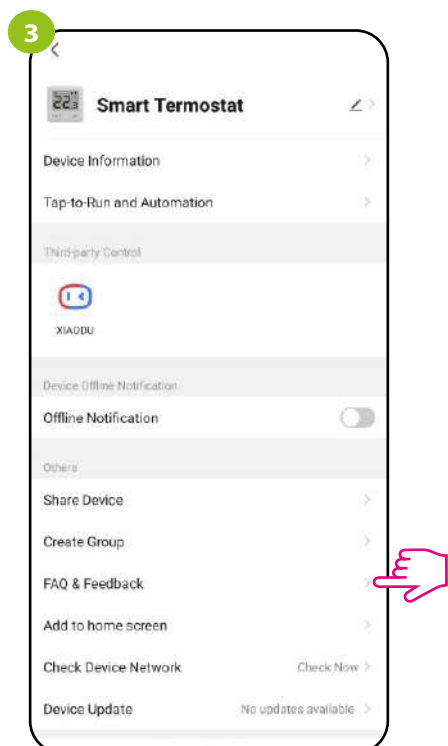 3
22.5
Smart Termostat
Device Information
Tap-to-Run and Automation
Third-party Control
XIAODU
Device Offline Notification
Offline Notification
Others
Share Device
Create Group
FAQ & Feedback
Add to home screen
Check Device Network Check Now
Device Update No updates available